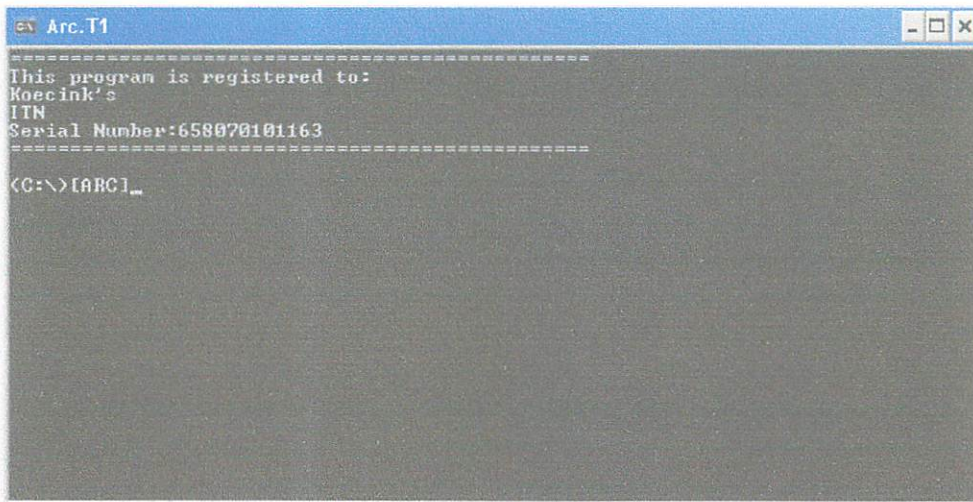 Arc.T1
==================================================
This program is registered to:
Koecink's
ITN
Serial Number:658070101163
==================================================
(C:\)[ARC]_